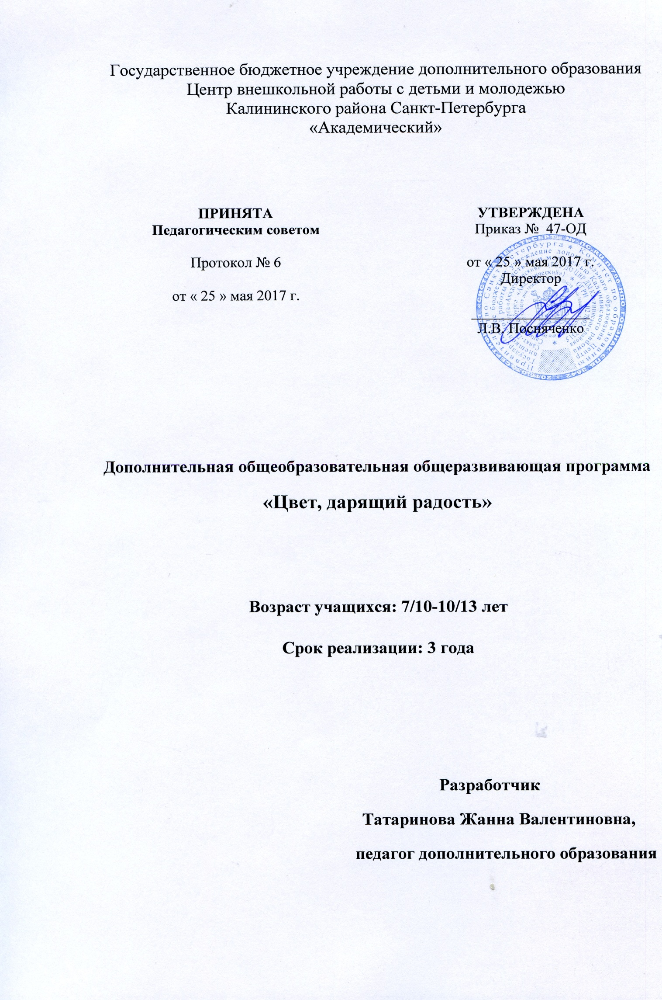 Государственное бюджетное учреждение дополнительного образования
Центр внешкольной работы с детьми и молодежью
Калининского района Санкт-Петербурга
«Академический»
ПРИНЯТА
Педагогическим советом
Протокол № 6
от « 25 » мая 2017 г.
УТВЕРЖДЕНА
Приказ № 47-ОД
от « 25 » мая 2017 г.
Директор
Л.В. Посняченко
Дополнительная общеобразовательная общеразвивающая программа
«Цвет, дарящий радость»
Возраст учащихся: 7/10-10/13 лет
Срок реализации: 3 года
Разработчик
Татаринова Жанна Валентиновна,
педагог дополнительного образования